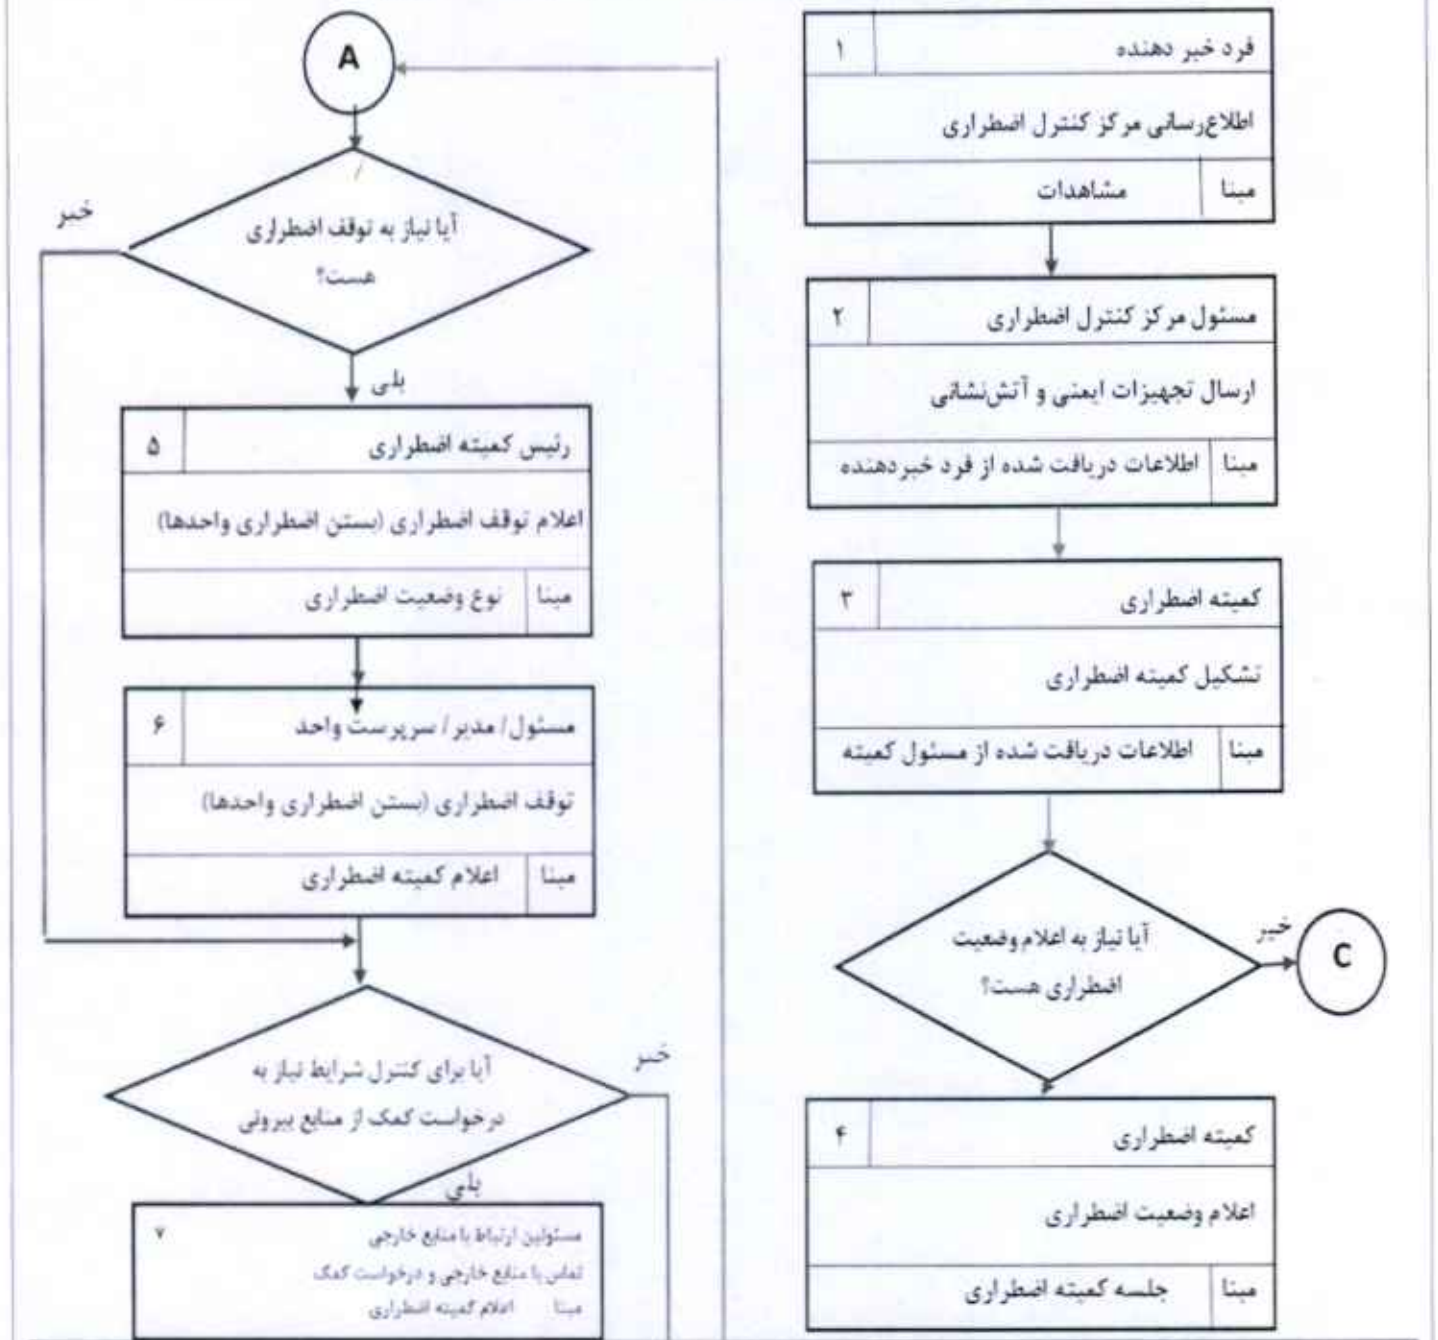 فرد خبر دهنده
۱
اطلاع‌رسانی مرکز کنترل اضطراری
مبنا مشاهدات
مسئول مرکز کنترل اضطراری
۲
ارسال تجهیزات ایمنی و آتش‌نشانی
مبنا اطلاعات دریافت شده از فرد خبردهنده
کمیته اضطراری
۳
تشکیل کمیته اضطراری
مبنا اطلاعات دریافت شده از مسئول کمیته
آیا نیاز به اعلام وضعیت
اضطراری هست؟
خیر
C
کمیته اضطراری
۴
اعلام وضعیت اضطراری
مبنا جلسه کمیته اضطراری
A
آیا نیاز به توقف اضطراری
هست؟
خیر
بلی
رئیس کمیته اضطراری
۵
اعلام توقف اضطراری (بستن اضطراری واحدها)
مبنا نوع وضعیت اضطراری
مسئول/ مدیر/ سرپرست واحد
۶
توقف اضطراری (بستن اضطراری واحدها)
مبنا اعلام کمیته اضطراری
آیا برای کنترل شرایط نیاز به
درخواست کمک از منابع بیرونی
خیر
بلی
مسئولین ارتباط با منابع خارجی
۷
تماس با منابع خارجی و درخواست کمک
مبنا اعلام کمیته اضطراری